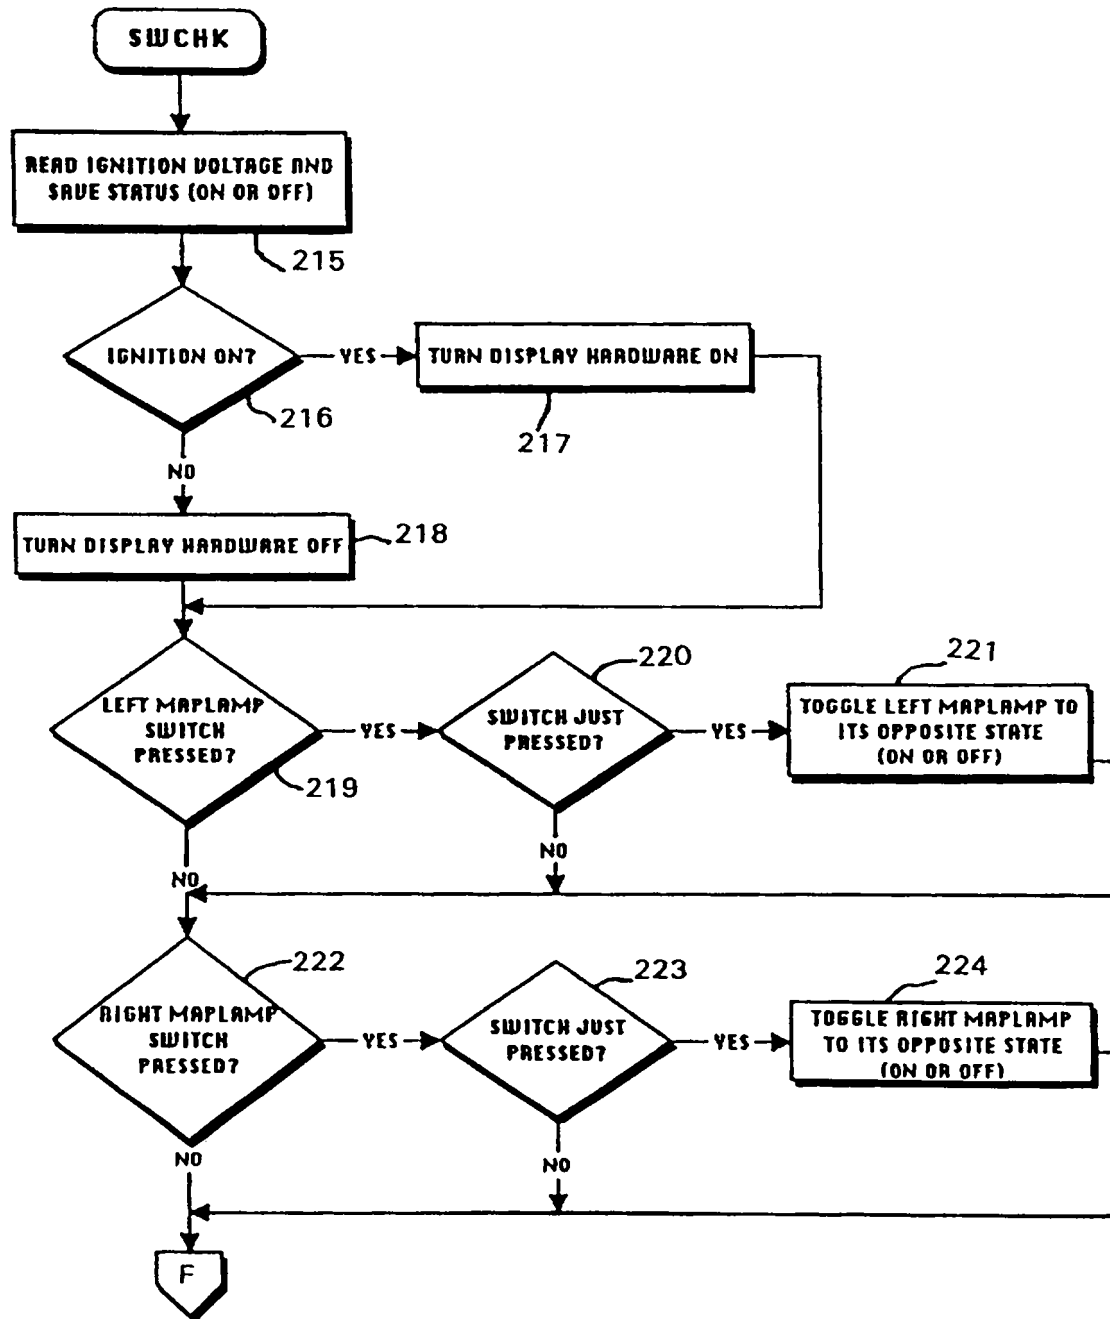 SWCHK
READ IGNITION VOLTAGE AND
SAVE STATUS (ON OR OFF)
215
IGNITION ON?
YES
TURN DISPLAY HARDWARE ON
216
217
NO
TURN DISPLAY HARDWARE OFF
218
LEFT MAPLAMP
SWITCH
PRESSED?
219
YES
SWITCH JUST
PRESSED?
220
YES
TOGGLE LEFT MAPLAMP TO
ITS OPPOSITE STATE
(ON OR OFF)
221
NO
NO
RIGHT MAPLAMP
SWITCH
PRESSED?
222
YES
SWITCH JUST
PRESSED?
223
YES
TOGGLE RIGHT MAPLAMP
TO ITS OPPOSITE STATE
(ON OR OFF)
224
NO
NO
F